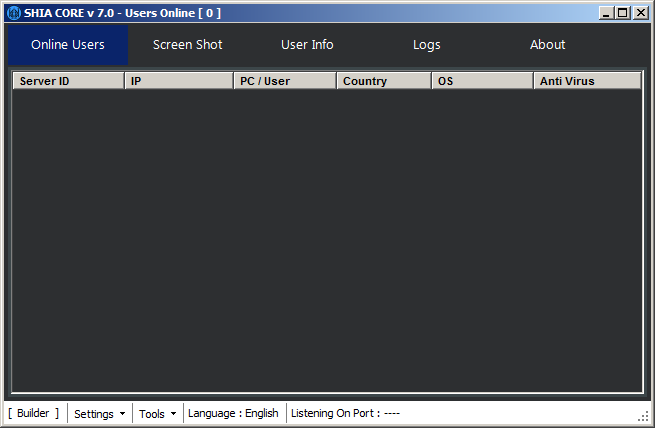 SHIA CORE v 7.0 - Users Online [ 0 ]
Online Users Screen Shot User Info Logs About
Server ID IP PC / User Country OS Anti Virus
[ Builder ] Settings Tools Language : English Listening On Port : ----